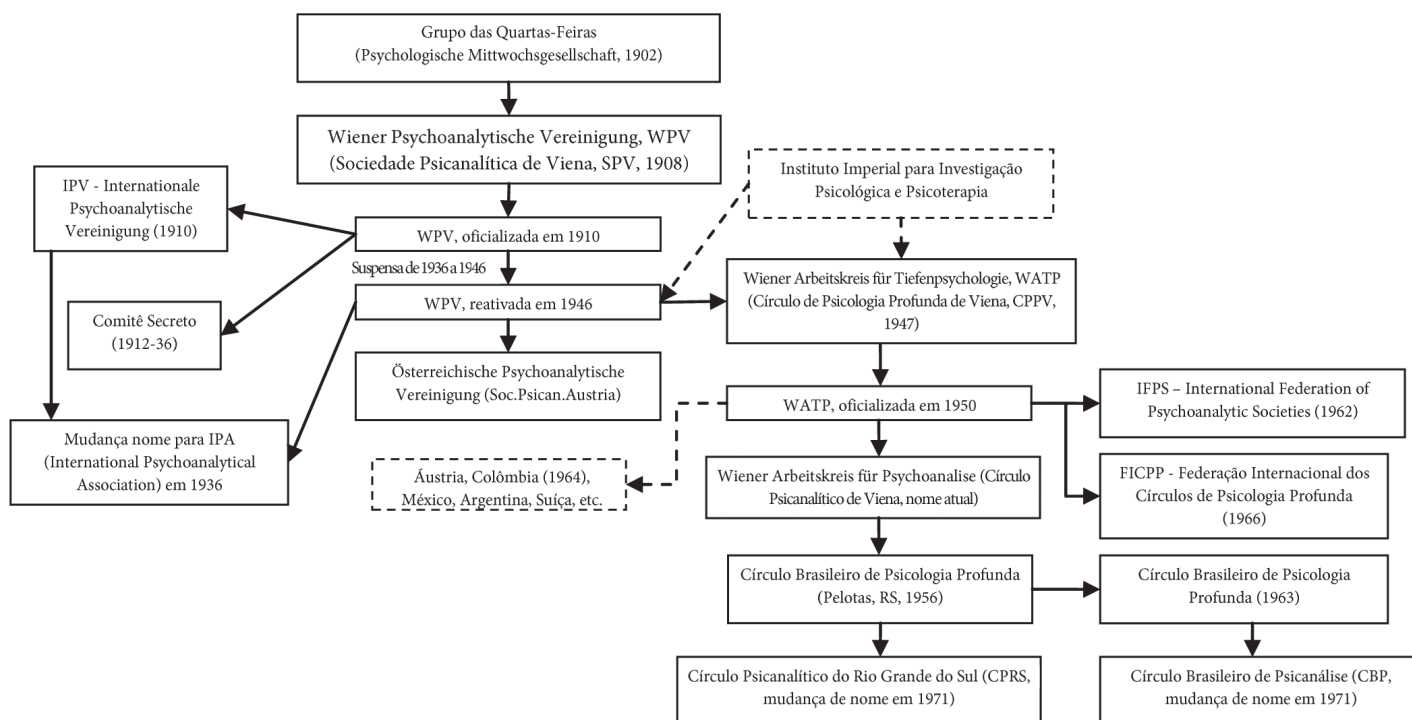 Grupo das Quartas-Feiras
(Psychologische Mittwochsgesellschaft, 1902)
Wiener Psychoanalytische Vereinigung, WPV
(Sociedade Psicanalítica de Viena, SPV, 1908)
Instituto Imperial para Investigação
Psicológica e Psicoterapia
IPV - Internationale
Psychoanalytische
Vereinigung (1910)
WPV, oficializada em 1910
Suspensa de 1936 a 1946
WPV, reativada em 1946
Wiener Arbeitskreis für Tiefenpsychologie, WATP
(Círculo de Psicologia Profunda de Viena, CPPV,
1947)
Comitê Secreto
(1912-36)
Österreichische Psychoanalytische
Vereinigung (Soc.Psican.Austria)
WATP, oficializada em 1950
IFPS – International Federation of
Psychoanalytic Societies (1962)
Mudança nome para IPA
(International Psychoanalytical
Association) em 1936
Áustria, Colômbia (1964),
México, Argentina, Suíça, etc.
Wiener Arbeitskreis für Psychoanalise (Círculo
Psicanalítico de Viena, nome atual)
FICPP - Federação Internacional dos
Círculos de Psicologia Profunda
(1966)
Círculo Brasileiro de Psicologia Profunda
(Pelotas, RS, 1956)
Círculo Brasileiro de Psicologia
Profunda (1963)
Círculo Psicanalítico do Rio Grande do Sul (CPRS,
mudança de nome em 1971)
Círculo Brasileiro de Psicanálise (CBP,
mudança de nome em 1971)